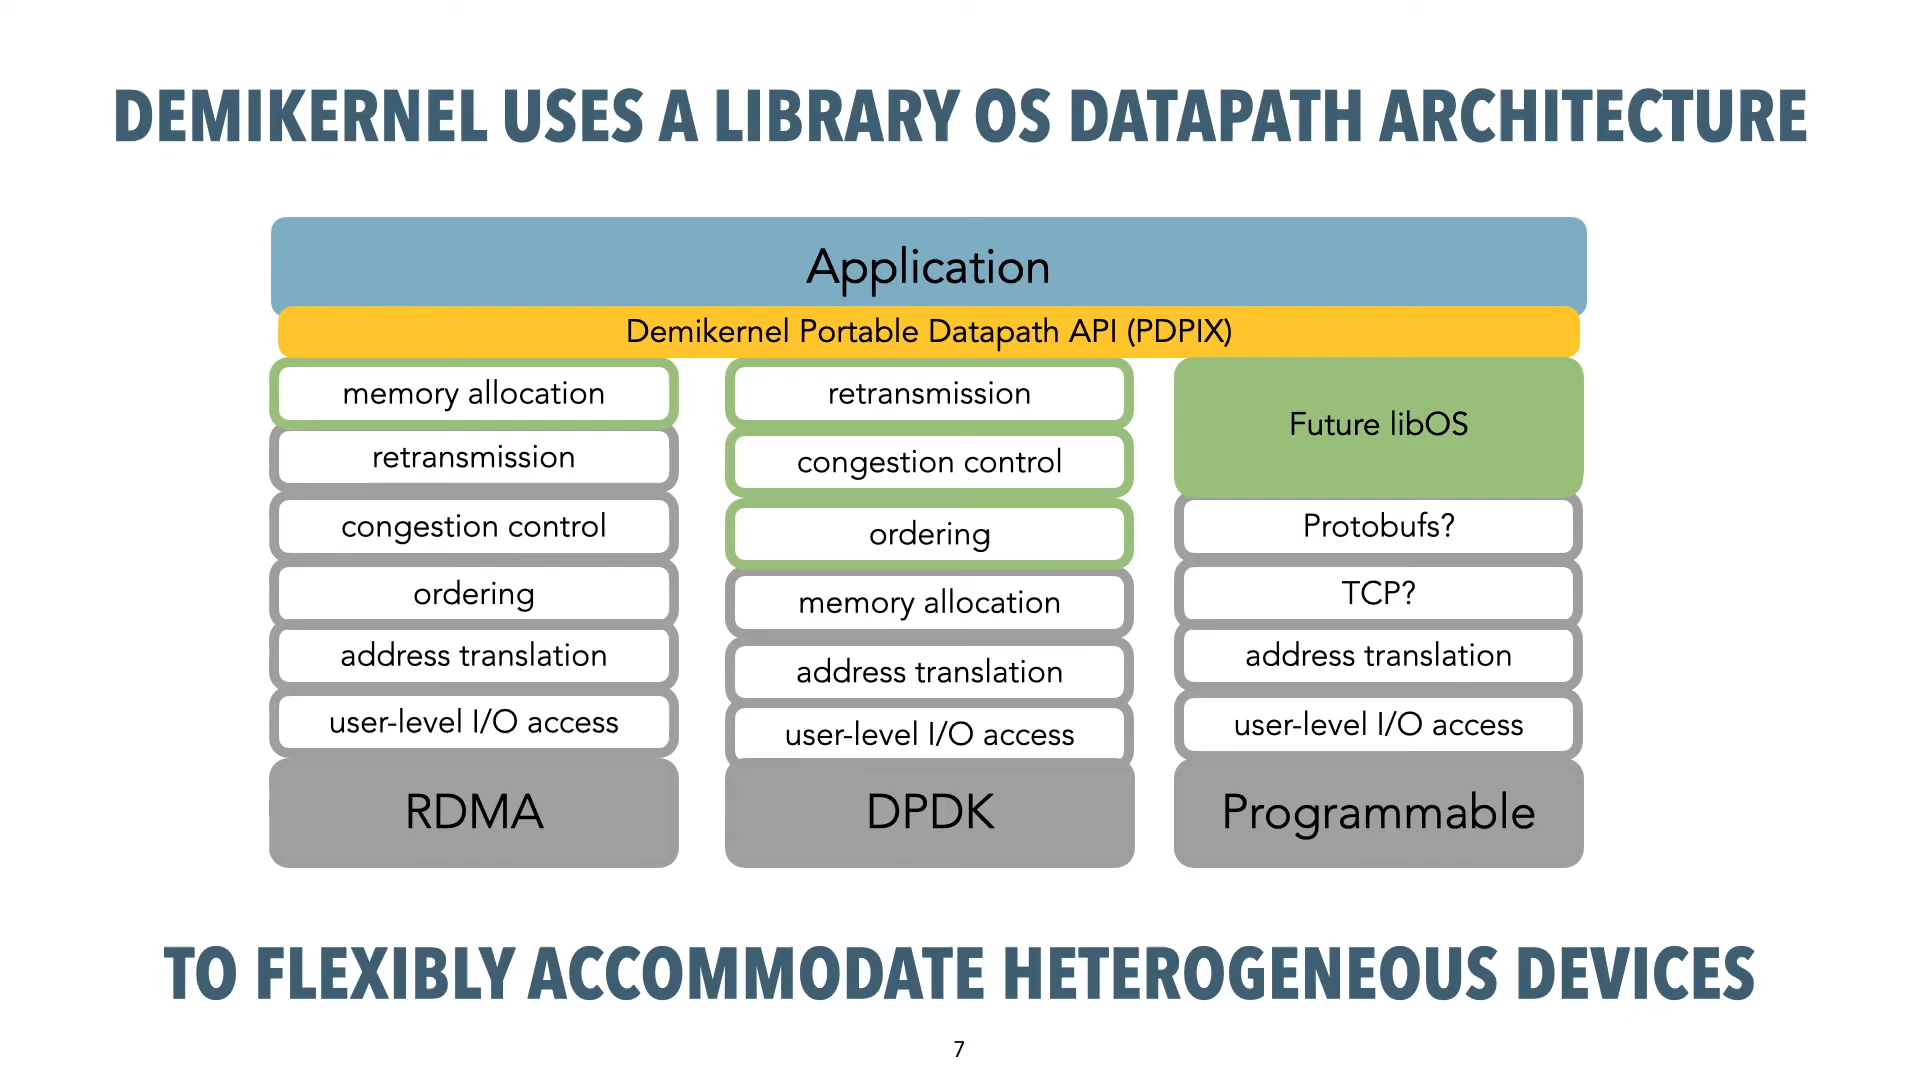 DEMIKERNEL USES A LIBRARY OS DATAPATH ARCHITECTURE
Application
Demikernel Portable Datapath API (PDPIX)
memory allocation
retransmission
congestion control
ordering
address translation
user-level I/O access
RDMA
retransmission
congestion control
ordering
memory allocation
address translation
user-level I/O access
DPDK
Future libOS
Protobufs?
TCP?
address translation
user-level I/O access
Programmable
TO FLEXIBLY ACCOMMODATE HETEROGENEOUS DEVICES
7